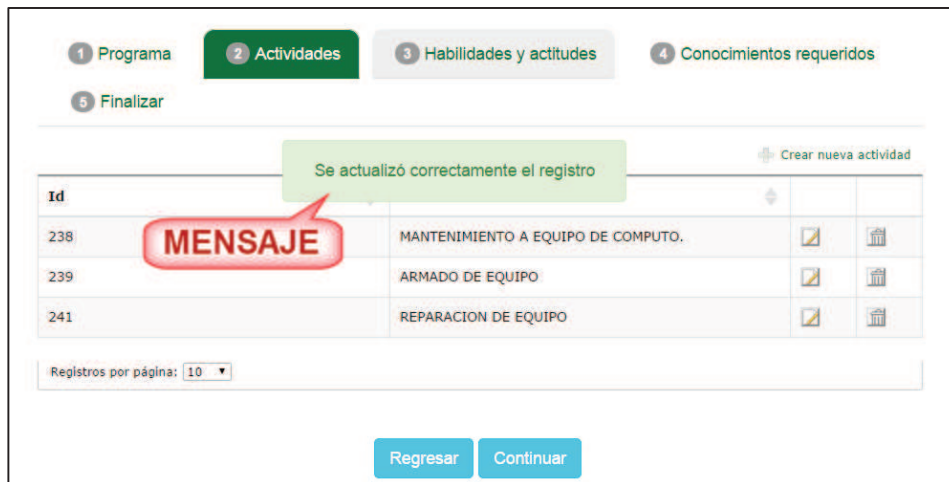 1 Programa 2 Actividades 3 Habilidades y actitudes 4 Conocimientos requeridos
5 Finalizar
Crear nueva actividad
Se actualizó correctamente el registro
Id
MENSAJE
238 MANTENIMIENTO A EQUIPO DE COMPUTO.
239 ARMADO DE EQUIPO
241 REPARACION DE EQUIPO
Registros por página: 10
Regresar Continuar